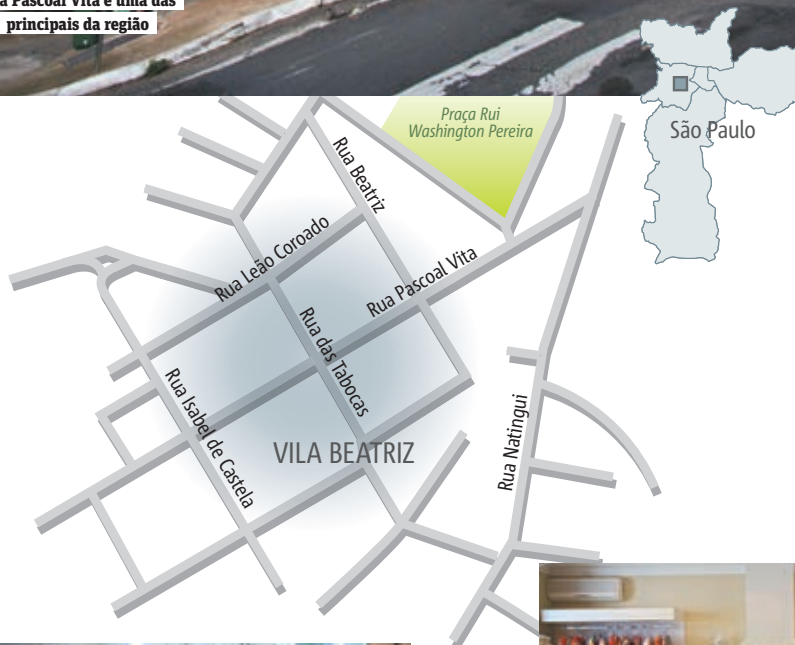 Pascoal Vita é uma das
principais da região
Praça Rui
Washington Pereira
São Paulo
Rua Beatriz
Rua Leão Coroado
Rua Pascoal Vita
Rua das Tabocas
Rua Isabel de Castela
VILA BEATRIZ
Rua Natingui